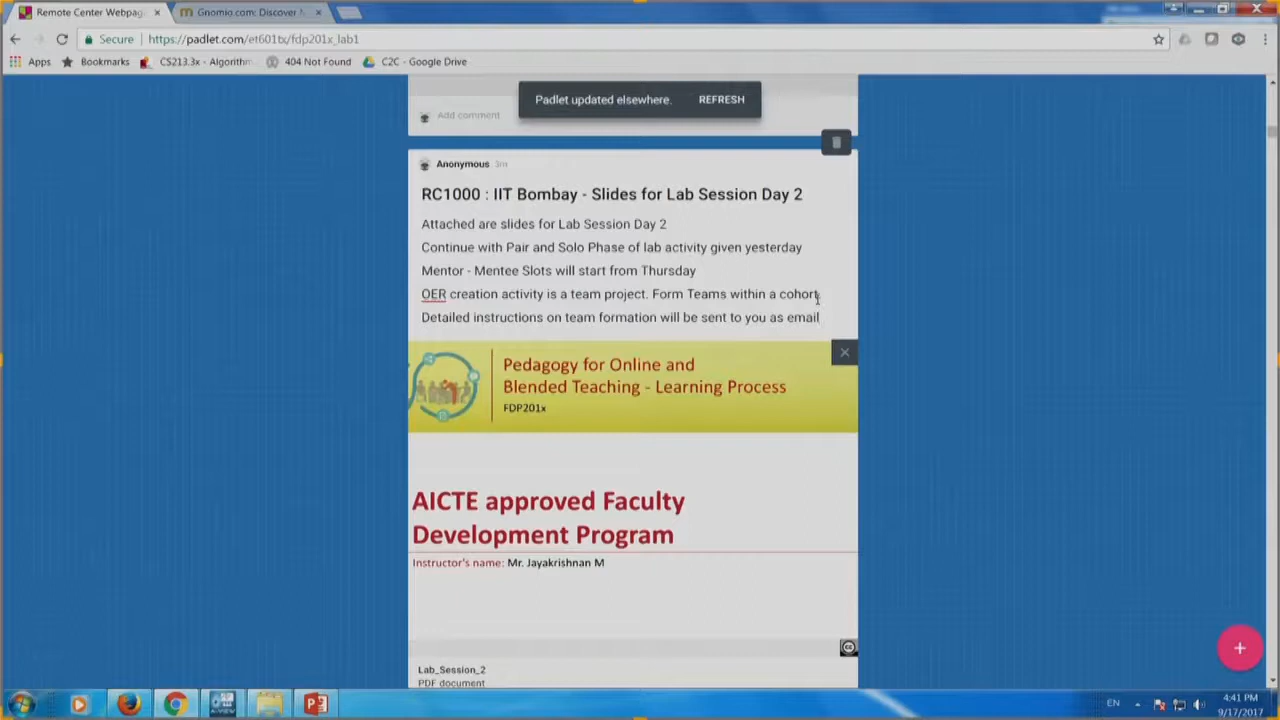 Remote Center Webpag
Gnomio.com: Discover
Secure
https://padlet.com/et601tx/fdp201x_lab1
Apps
Bookmarks
CS213.3x - Algorithm
404 Not Found
C2C - Google Drive
Padlet updated elsewhere. REFRESH
Add comment
Anonymous 3m
RC1000 : IIT Bombay - Slides for Lab Session Day 2
Attached are slides for Lab Session Day 2
Continue with Pair and Solo Phase of lab activity given yesterday
Mentor - Mentee Slots will start from Thursday
OER creation activity is a team project. Form Teams within a cohort
Detailed instructions on team formation will be sent to you as email
Pedagogy for Online and
Blended Teaching - Learning Process
FDP201x
AICTE approved Faculty
Development Program
Instructor's name: Mr. Jayakrishnan M
Lab_Session_2
PDF document
EN
4:41 PM
9/17/2017